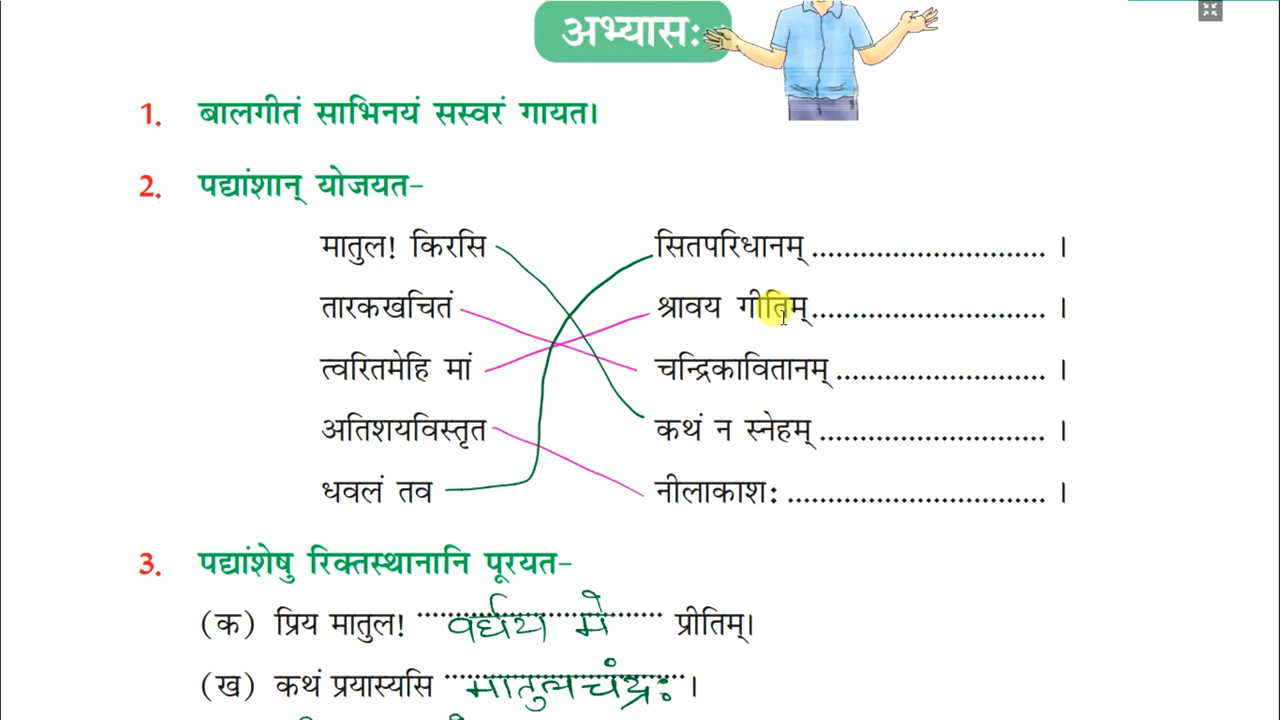 अभ्यासः
1. बालगीतं साभिनयं सस्वरं गायत।
2. पद्यांशान् योजयत-
मातुल! किरसि सितपरिधानम् ............................. ।
तारकखचितं श्रावय गीतिम्............................. ।
त्वरितमेहि मां चन्द्रिकावितानम् .......................... ।
अतिशयविस्तृत कथं न स्नेहम् ............................ ।
धवलं तव नीलाकाशः ................................ ।
3. पद्यांशेषु रिक्तस्थानानि पूरयत-
(क) प्रिय मातुल! वर्धय मे प्रीतिम्।
(ख) कथं प्रयास्यसि मातुलचंद्रः ।